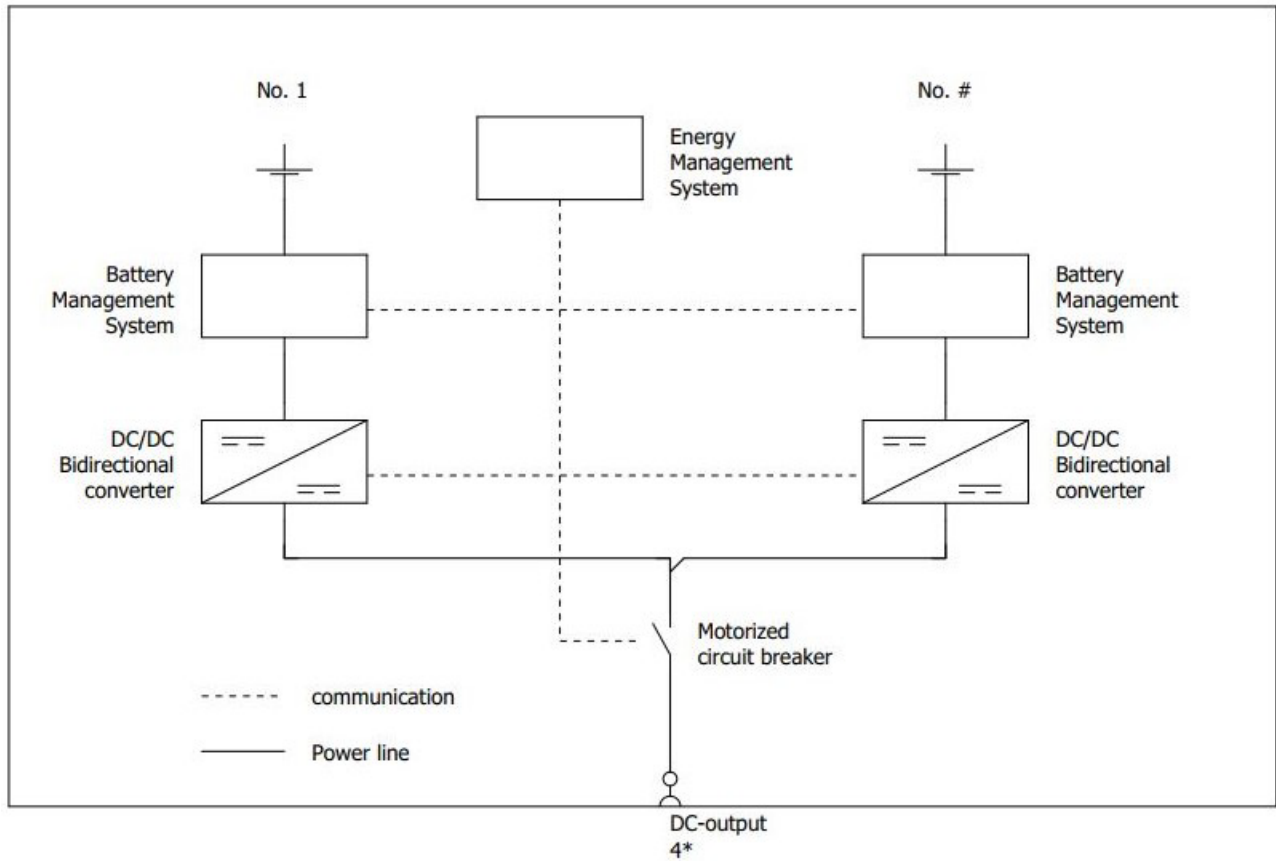 No. 1
No. #
Energy
Management
System
Battery
Management
System
Battery
Management
System
DC/DC
Bidirectional
converter
DC/DC
Bidirectional
converter
Motorized
circuit breaker
communication
Power line
DC-output
4*